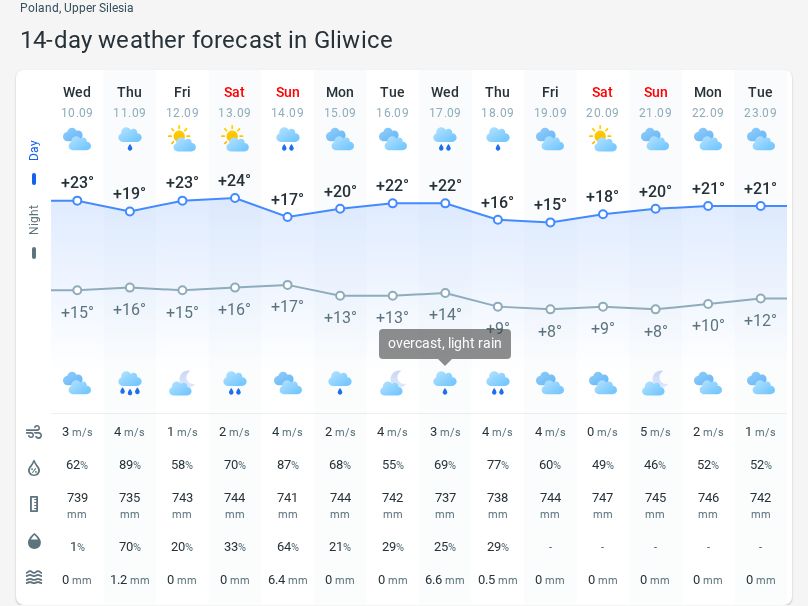 Poland, Upper Silesia
14-day weather forecast in Gliwice
Wed Thu Fri Sat Sun Mon Tue Wed Thu Fri Sat Sun Mon Tue
10.09 11.09 12.09 13.09 14.09 15.09 16.09 17.09 18.09 19.09 20.09 21.09 22.09 23.09
Day
+23° +19° +23° +24° +17° +20° +22° +22° +16° +15° +18° +20° +21° +21°
Night
+15° +16° +15° +16° +17° +13° +13° +14° +9° +8° +9° +8° +10° +12°
overcast, light rain
3 m/s 4 m/s 1 m/s 2 m/s 4 m/s 2 m/s 4 m/s 3 m/s 4 m/s 4 m/s 0 m/s 5 m/s 2 m/s 1 m/s
62% 89% 58% 70% 87% 68% 55% 69% 77% 60% 49% 46% 52% 52%
739 735 743 744 741 744 742 737 738 744 747 745 746 742
mm mm mm mm mm mm mm mm mm mm mm mm mm mm
1% 70% 20% 33% 64% 21% 29% 25% 29% - - - - -
0 mm 1.2 mm 0 mm 0 mm 6.4 mm 0 mm 0 mm 6.6 mm 0.5 mm 0 mm 0 mm 0 mm 0 mm 0 mm